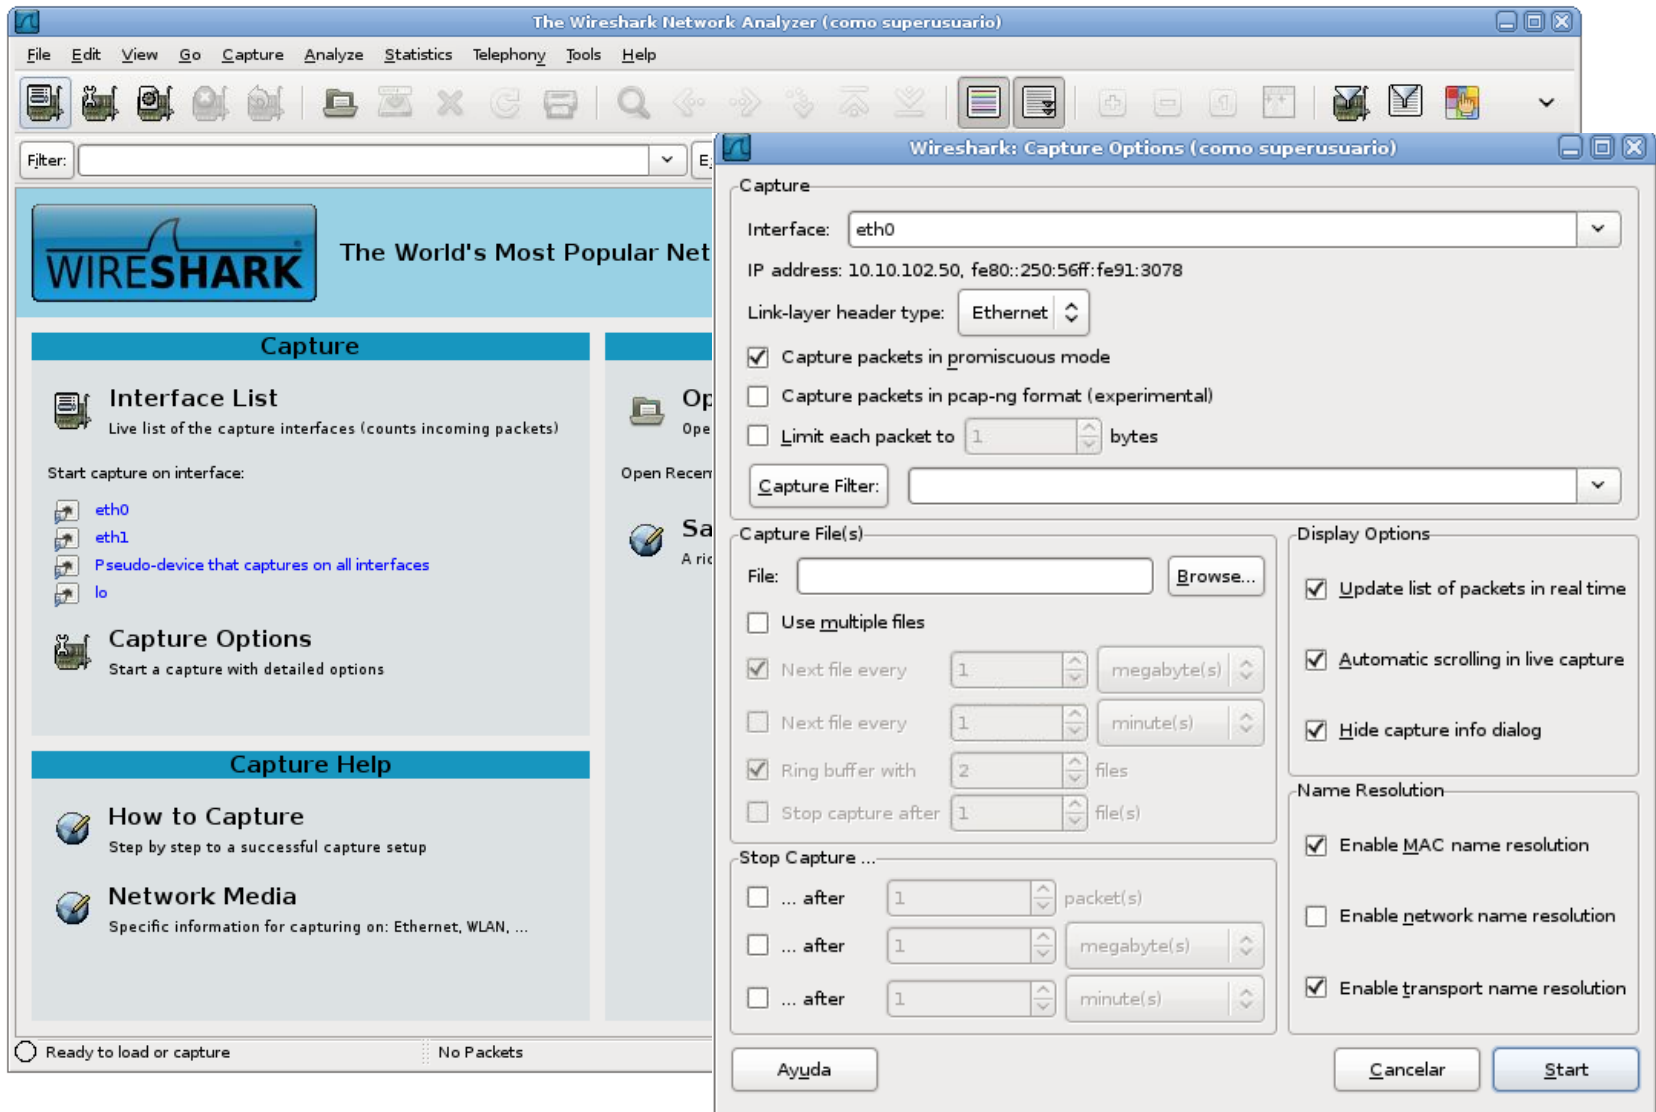 The Wireshark Network Analyzer (como superusuario)
File Edit View Go Capture Analyze Statistics Telephony Tools Help
Filter:
WIRESHARK
®
The World's Most Popular Net
Capture
Interface List
Live list of the capture interfaces (counts incoming packets)
Start capture on interface:
eth0
eth1
Pseudo-device that captures on all interfaces
lo
Capture Options
Start a capture with detailed options
Capture Help
How to Capture
Step by step to a successful capture setup
Network Media
Specific information for capturing on: Ethernet, WLAN, ...
Op
Ope
Open Recen
Sa
A ric
Ready to load or capture
No Packets
Wireshark: Capture Options (como superusuario)
Capture
Interface: eth0
IP address: 10.10.102.50, fe80::250:56ff:fe91:3078
Link-layer header type: Ethernet
Capture packets in promiscuous mode
Capture packets in pcap-ng format (experimental)
Limit each packet to 1 bytes
Capture Filter:
Capture File(s)
File: Browse...
Use multiple files
Next file every 1 megabyte(s)
Next file every 1 minute(s)
Ring buffer with 2 files
Stop capture after 1 file(s)
Stop Capture ...
... after 1 packet(s)
... after 1 megabyte(s)
... after 1 minute(s)
Display Options
Update list of packets in real time
Automatic scrolling in live capture
Hide capture info dialog
Name Resolution
Enable MAC name resolution
Enable network name resolution
Enable transport name resolution
Ayuda Cancelar Start